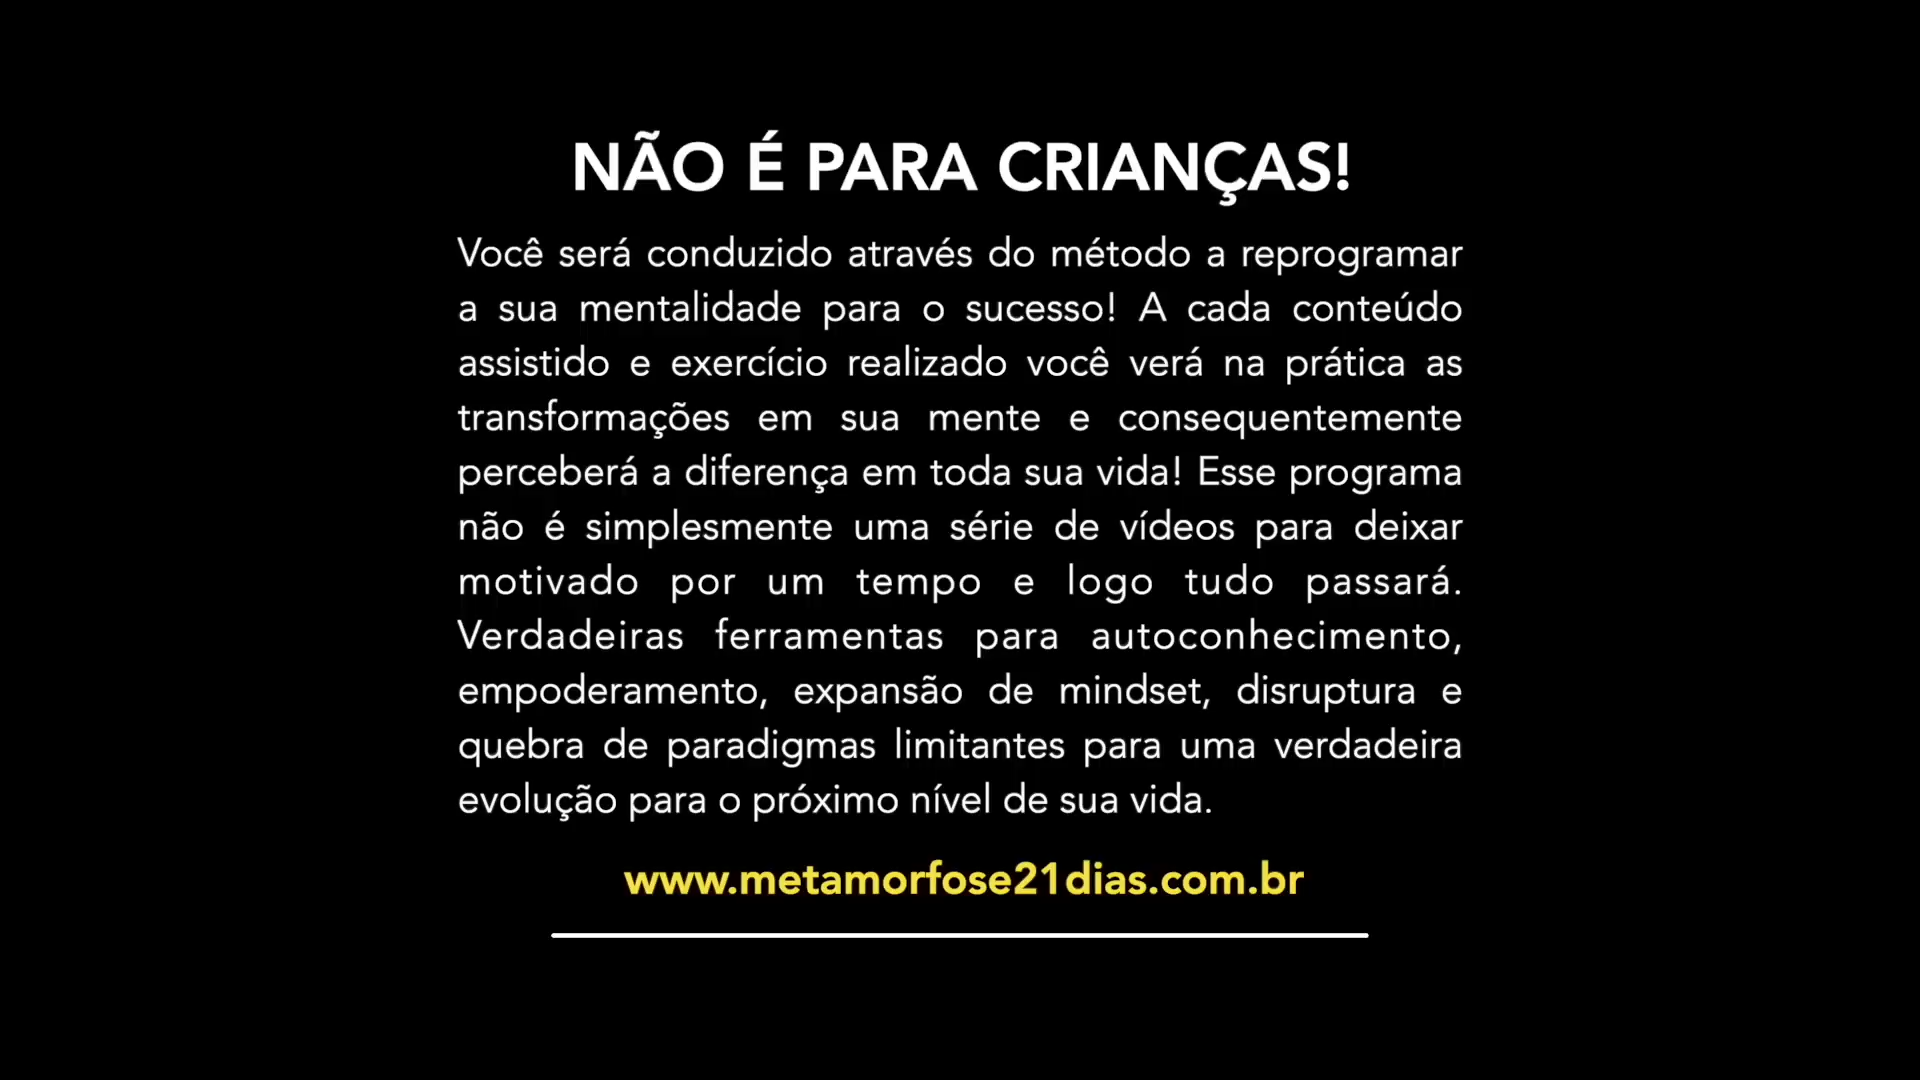 NÃO É PARA CRIANÇAS!
Você será conduzido através do método a reprogramar
a sua mentalidade para o sucesso! A cada conteúdo
assistido e exercício realizado você verá na prática as
transformações em sua mente e consequentemente
perceberá a diferença em toda sua vida! Esse programa
não é simplesmente uma série de vídeos para deixar
motivado por um tempo e logo tudo passará.
Verdadeiras ferramentas para autoconhecimento,
empoderamento, expansão de mindset, disruptura e
quebra de paradigmas limitantes para uma verdadeira
evolução para o próximo nível de sua vida.
www.metamorfose21dias.com.br